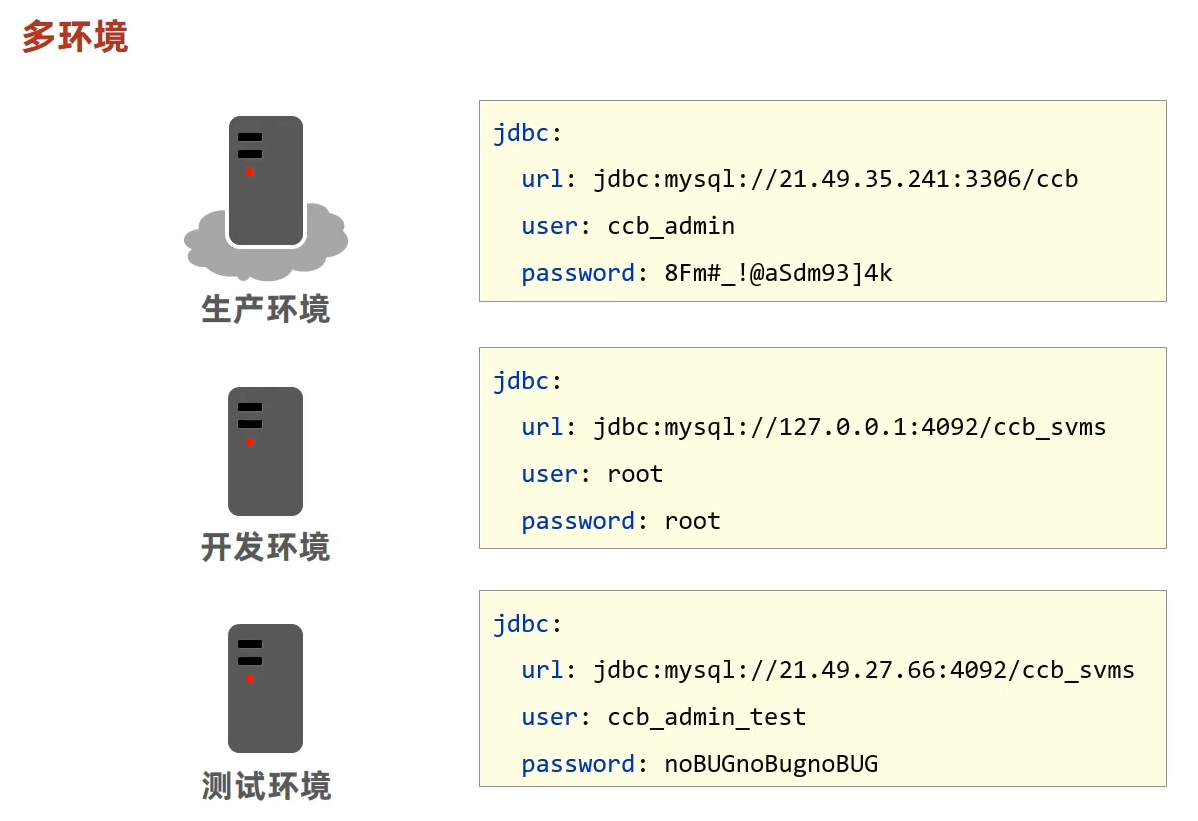 多环境
jdbc:
url: jdbc:mysql://21.49.35.241:3306/ccb
user: ccb_admin
password: 8Fm#_!@aSdm93]4k
生产环境
jdbc:
url: jdbc:mysql://127.0.0.1:4092/ccb_svms
user: root
password: root
开发环境
jdbc:
url: jdbc:mysql://21.49.27.66:4092/ccb_svms
user: ccb_admin_test
password: noBUGnoBugnoBUG
测试环境